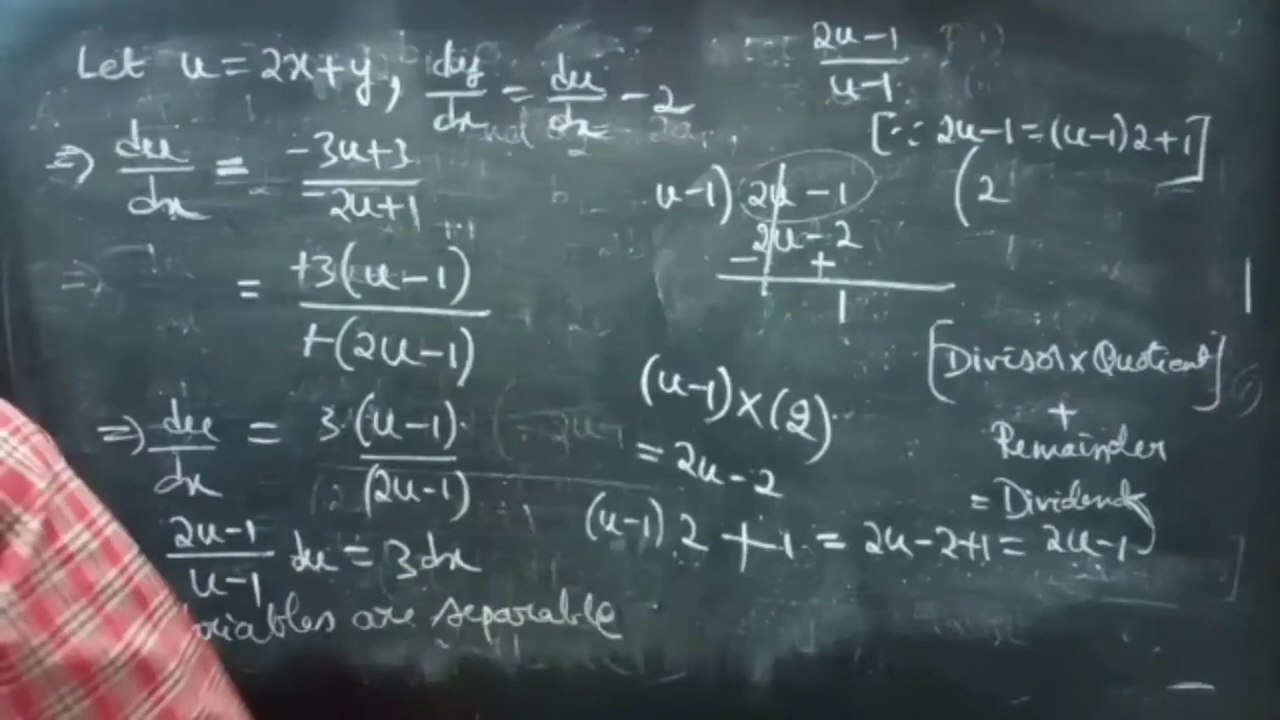 Let u = 2x+y, dy/dx = du/dx - 2
⇒ du/dx = -3u+3 / -2u+1
⇒ = +3(u-1) / +(2u-1)
⇒ du/dx = 3(u-1) / (2u-1)
2u-1 / u-1 du = 3dx
variables are separable
2u-1 / u-1
[∵ 2u-1 = (u-1)2+1]
u-1) 2u - 1 (2
2u - 2
- +
1
(u-1)×(2)
= 2u-2
(u-1) 2 + 1 = 2u-2+1 = 2u-1
[Divisor x Quotient]
+
Remainder
= Dividend